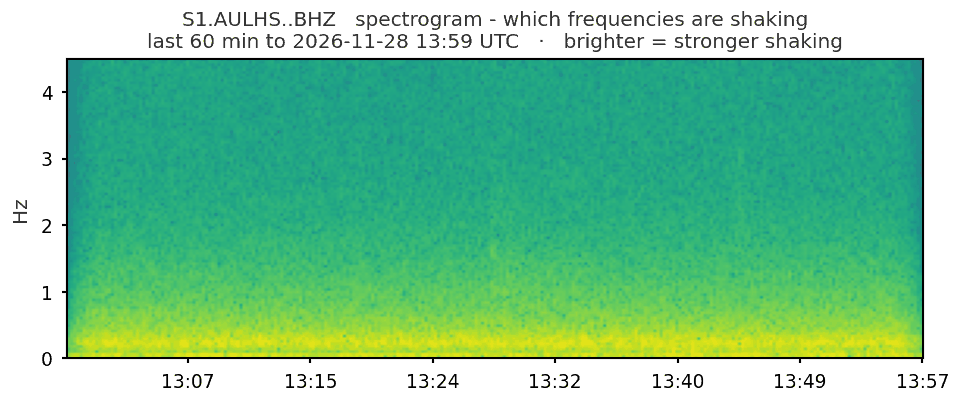 S1.AULHS..BHZ   spectrogram - which frequencies are shaking
last 60 min to 2026-11-28 13:59 UTC   ·   brighter = stronger shaking
4
3
Hz
2
1
0
13:07 13:15 13:24 13:32 13:40 13:49 13:57